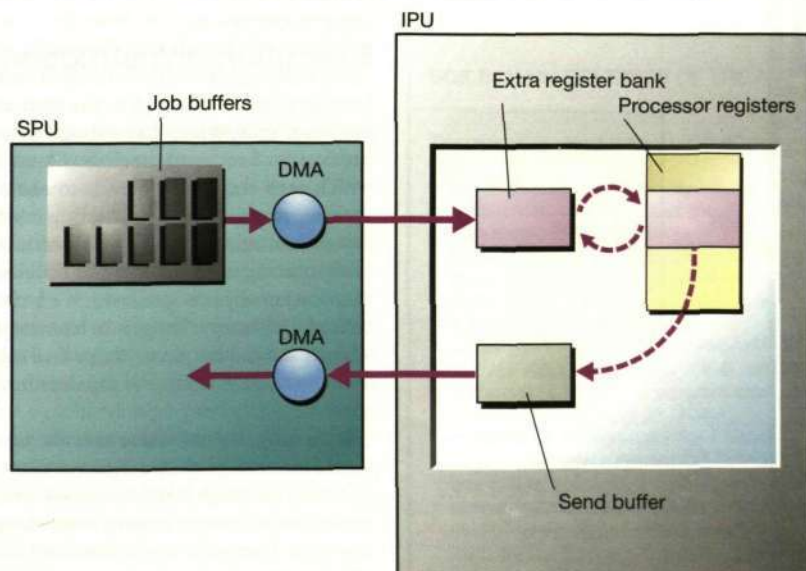 IPU
Extra register bank
Processor registers
Job buffers
SPU
DMA
DMA
Send buffer